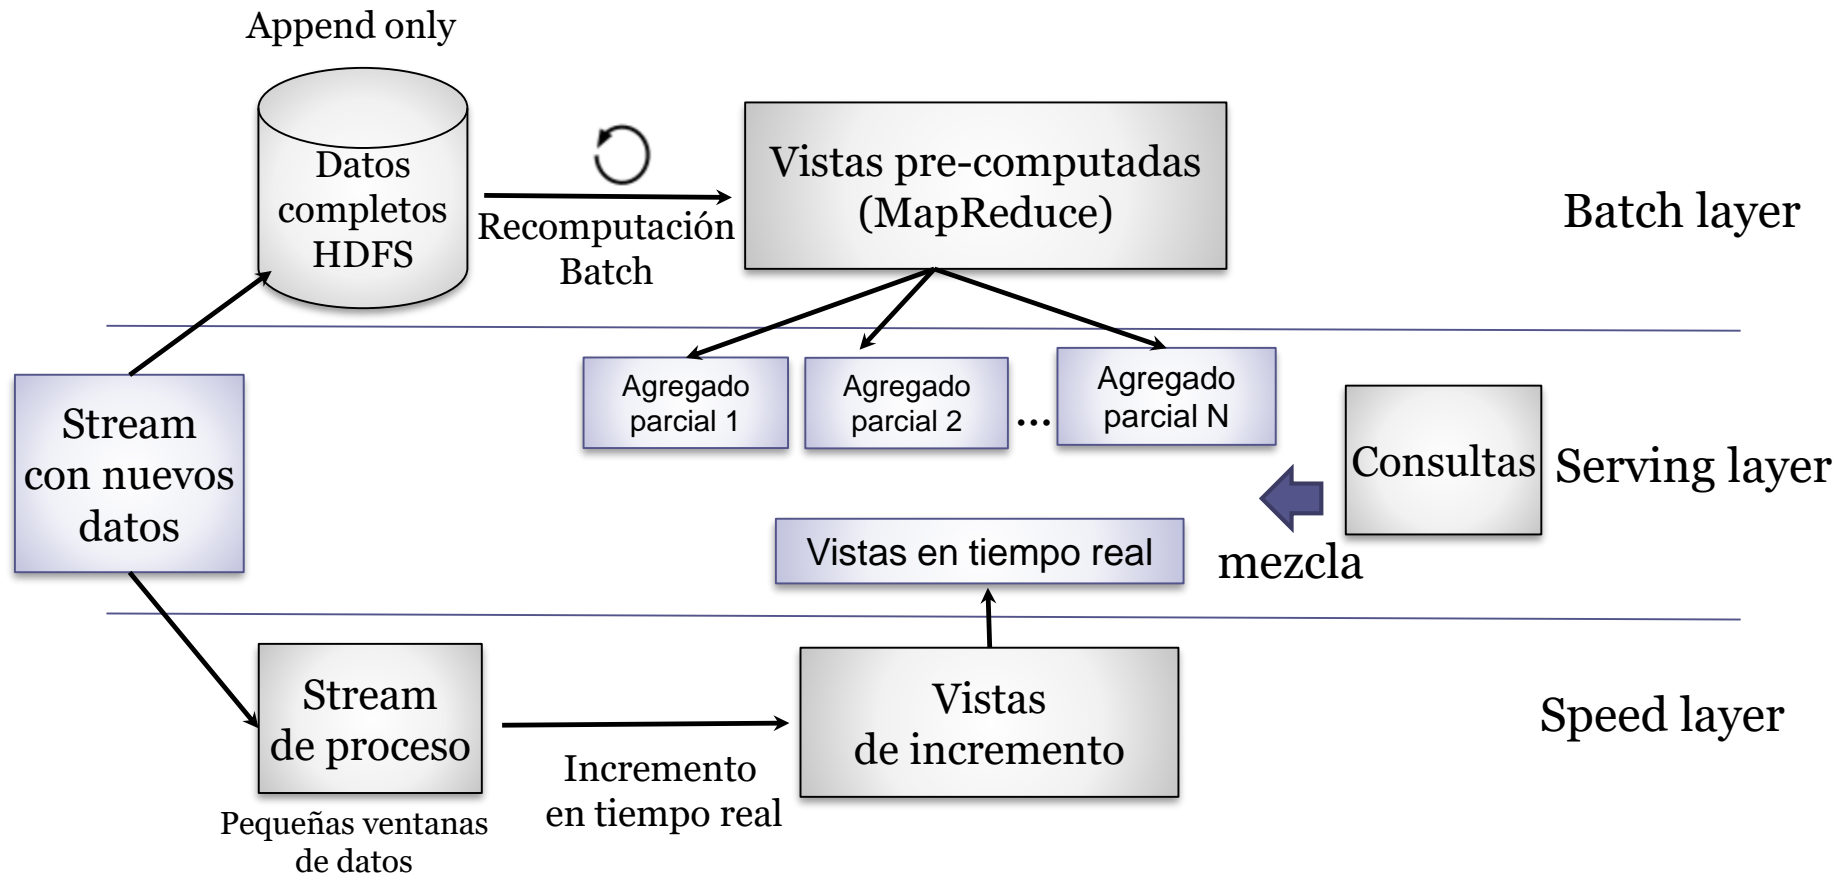 Append only
Datos
completos
HDFS
Recomputación
Batch
Vistas pre-computadas
(MapReduce)
Batch layer
Stream
con nuevos
datos
Agregado
parcial 1
Agregado
parcial 2
...
Agregado
parcial N
Consultas
Serving layer
Vistas en tiempo real
mezcla
Stream
de proceso
Pequeñas ventanas
de datos
Incremento
en tiempo real
Vistas
de incremento
Speed layer